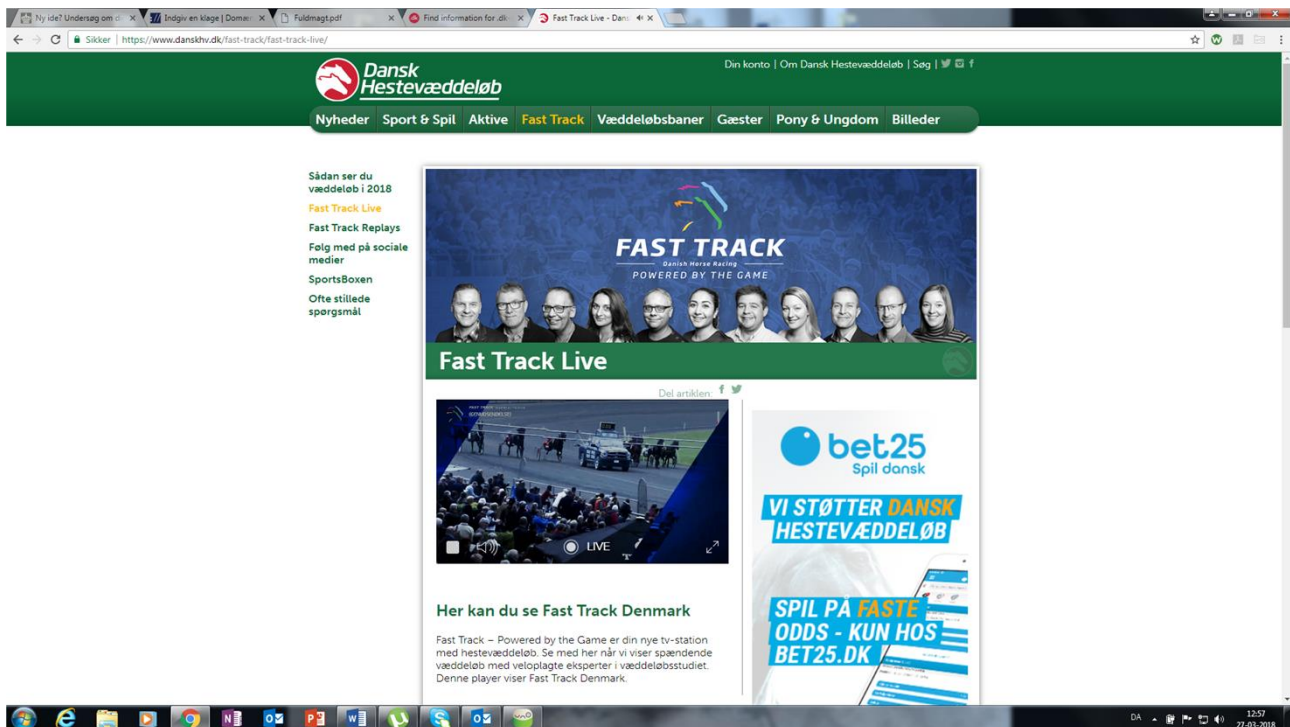 Ny ide? Undersøg om d
Indgiv en klage | Domæn
Fuldmagt.pdf
Find information for .dk
Fast Track Live - Dans
Sikker | https://www.danskhv.dk/fast-track/fast-track-live/
Dansk
Hestevæddeløb
Din konto | Om Dansk Hestevæddeløb | Søg |
Nyheder Sport & Spil Aktive Fast Track Væddeløbsbaner Gæster Pony & Ungdom Billeder
Sådan ser du
væddeløb i 2018
Fast Track Live
Fast Track Replays
Følg med på sociale
medier
SportsBoxen
Ofte stillede
spørgsmål
FAST TRACK
Danish Horse Racing
POWERED BY THE GAME
Fast Track Live
Del artiklen:
LIVE
bet25
Spil dansk
VI STØTTER DANSK
HESTEVÆDDELØB
SPIL PÅ FASTE
ODDS - KUN HOS
BET25.DK
Her kan du se Fast Track Denmark
Fast Track – Powered by the Game er din nye tv-station
med hestevæddeløb. Se med her når vi viser spændende
væddeløb med veloplagte eksperter i væddeløbsstudiet.
Denne player viser Fast Track Denmark.
DA
12:57
27-03-2018